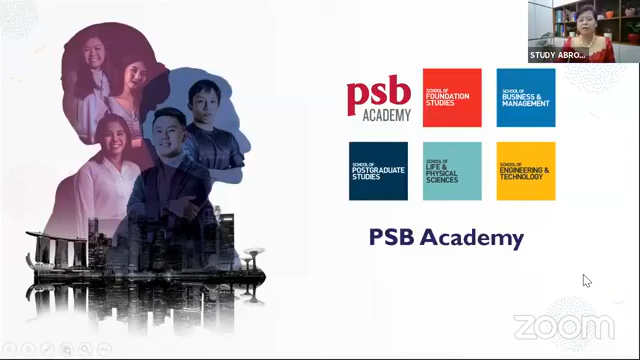 STUDY ABRO...
psb
ACADEMY
SCHOOL OF
FOUNDATION
STUDIES
SCHOOL OF
BUSINESS &
MANAGEMENT
SCHOOL OF
POSTGRADUATE
STUDIES
SCHOOL OF
LIFE &
PHYSICAL
SCIENCES
SCHOOL OF
ENGINEERING &
TECHNOLOGY
PSB Academy
zoom